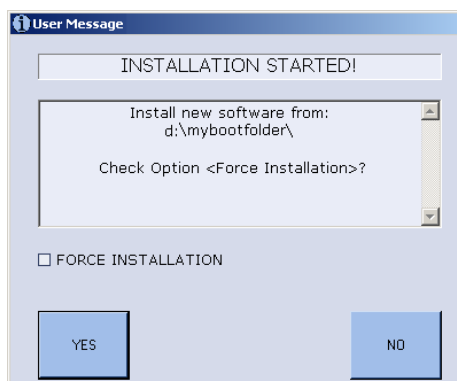 User Message
INSTALLATION STARTED!
Install new software from:
d:\mybootfolder\
Check Option <Force Installation>?
FORCE INSTALLATION
YES NO